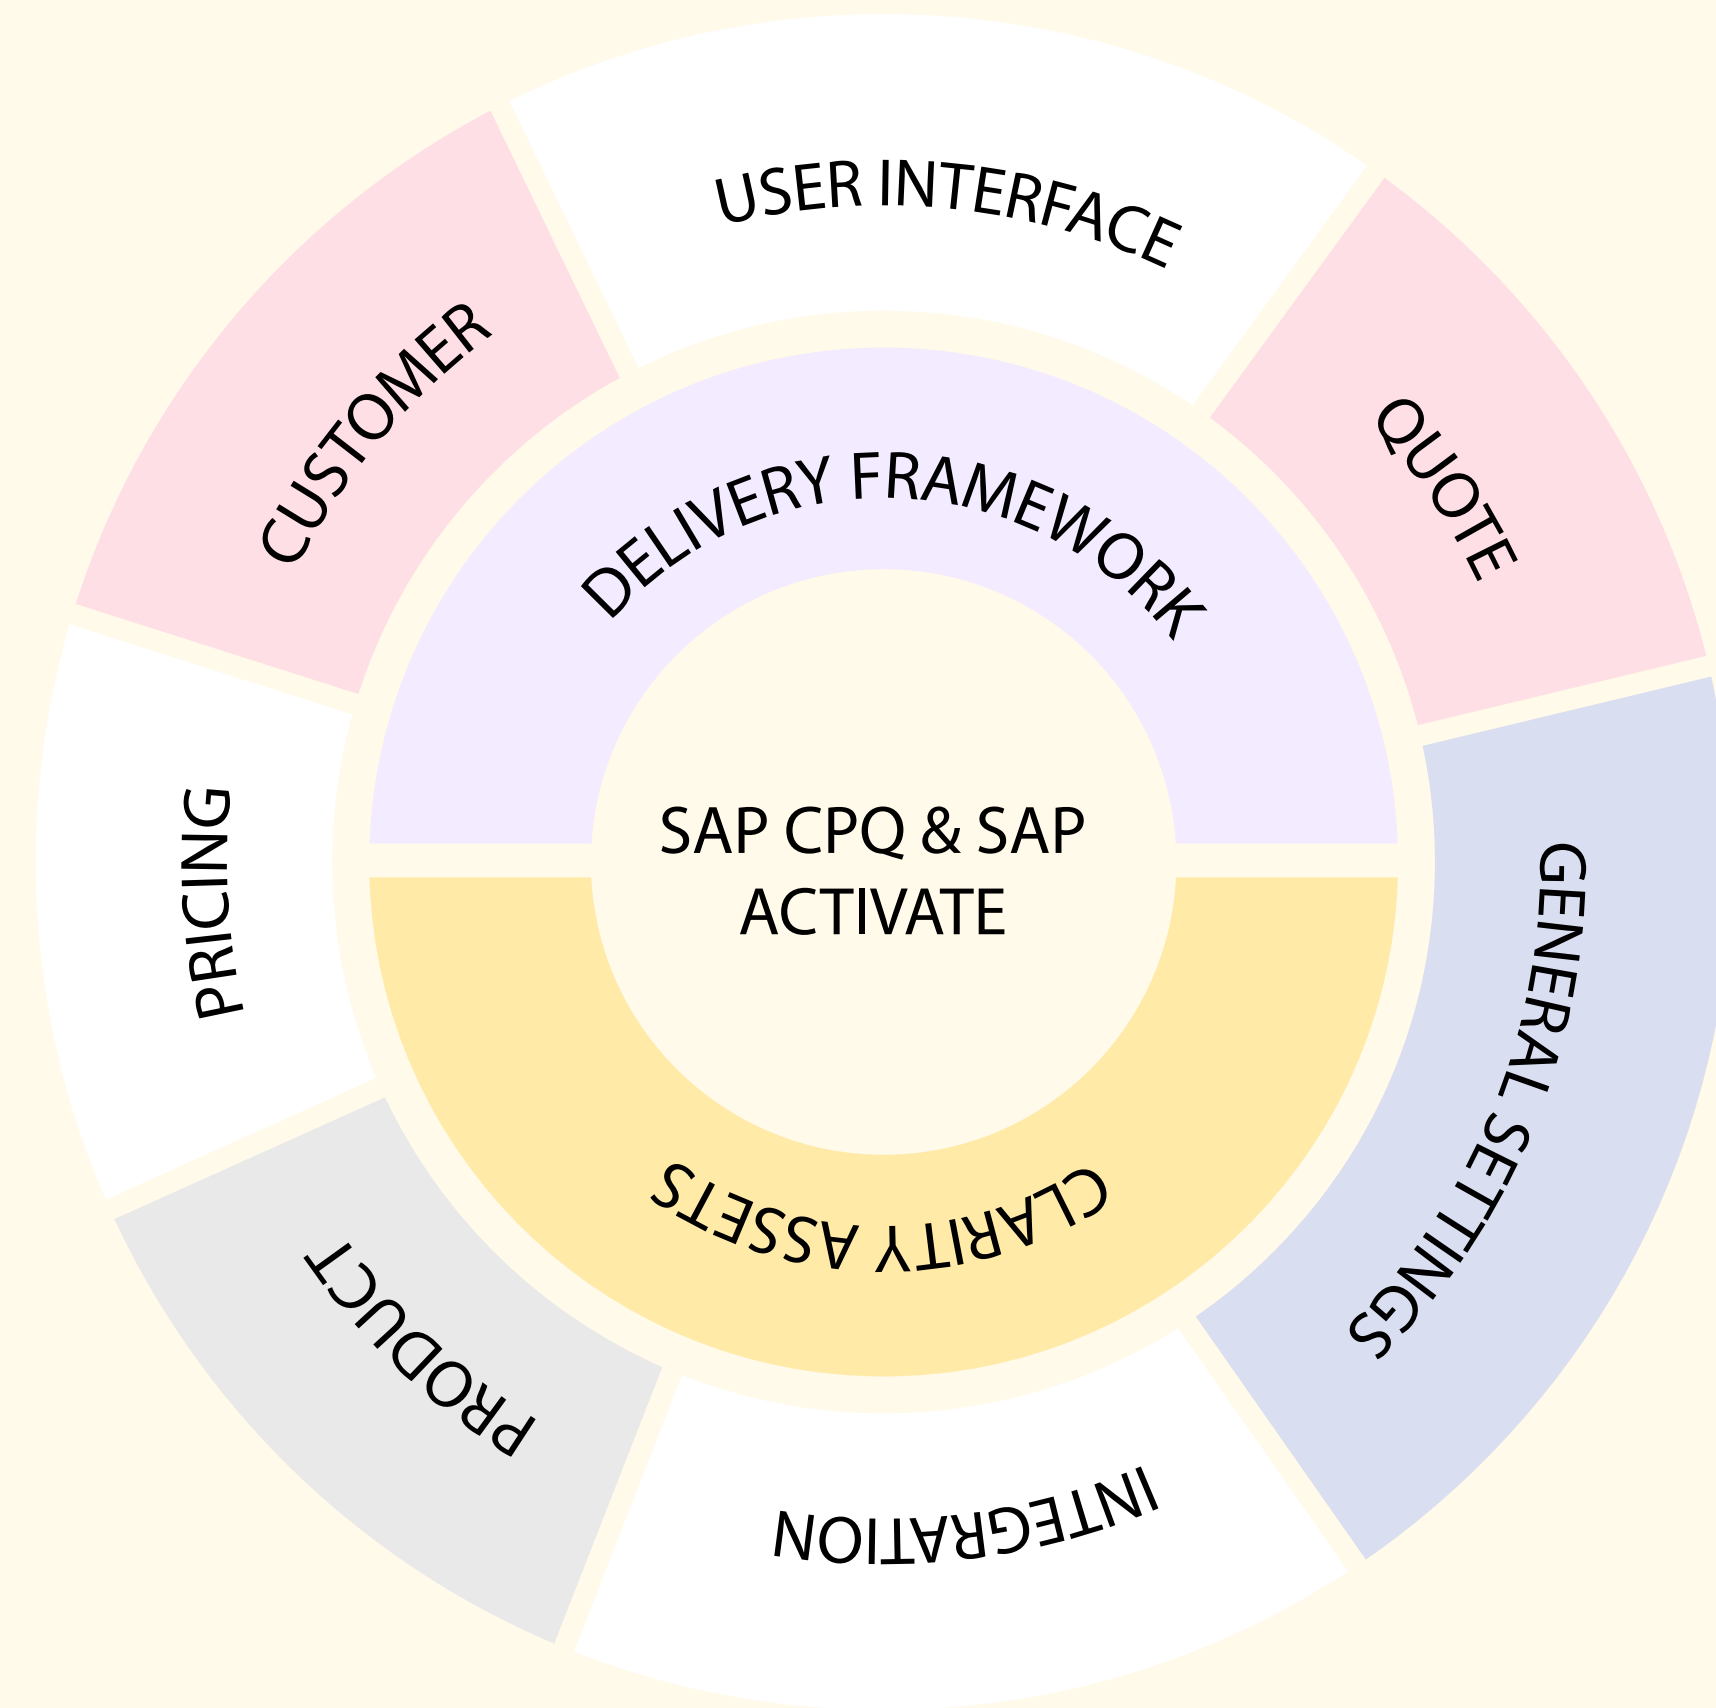 USER INTERFACE
QUOTE
GENERAL SETTINGS
INTEGRATION
PRODUCT
PRICING
CUSTOMER
DELIVERY FRAMEWORK
CLARITY ASSETS
SAP CPQ & SAP
ACTIVATE